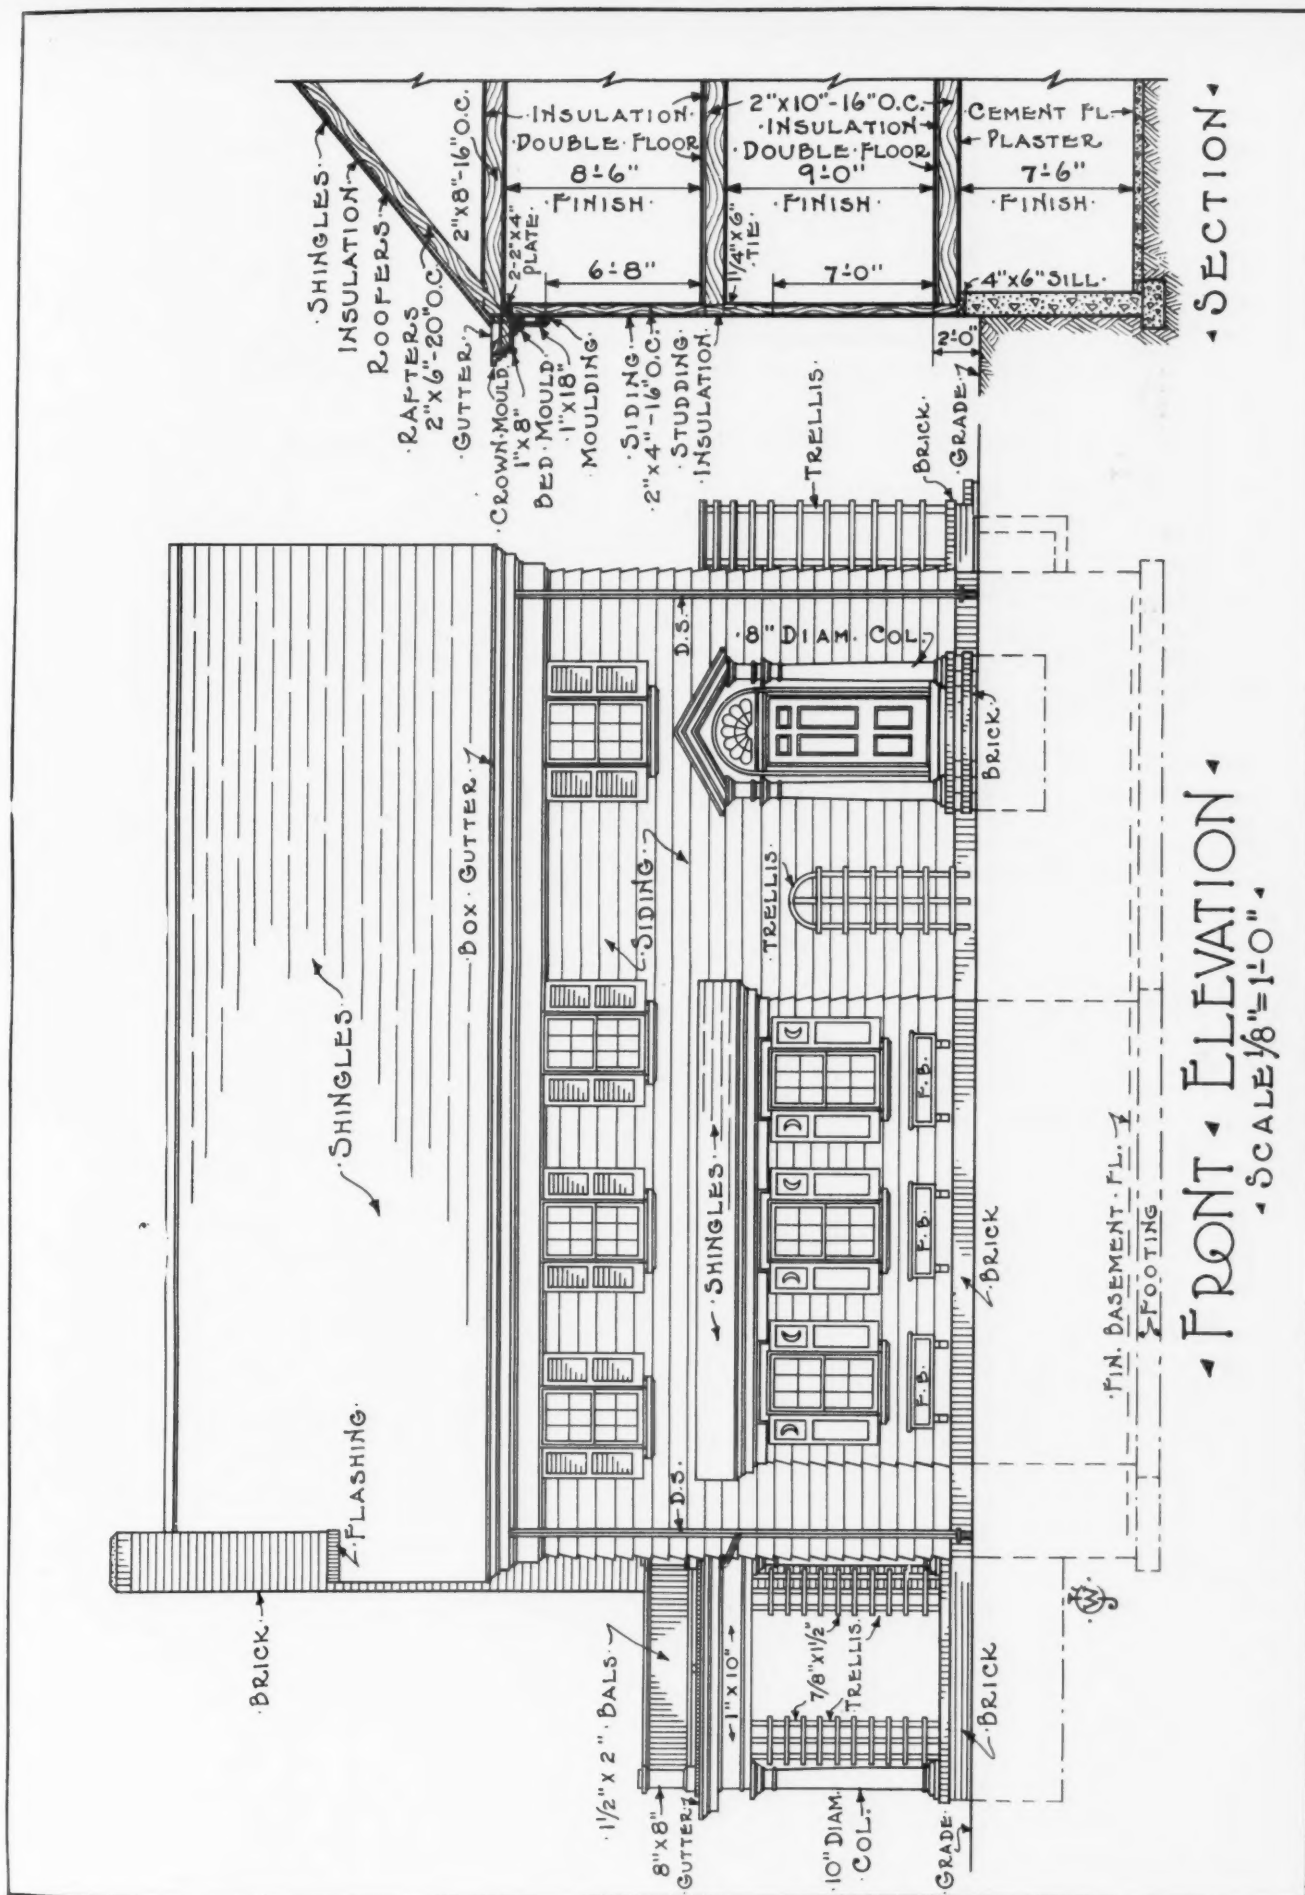 BRICK
FLASHING
SHINGLES
BOX GUTTER
SIDING
1 1/2" X 2" BALS.
8" X 8"
GUTTER
1" X 10"
7/8" X 1 1/2"
TRELLIS.
10" DIAM.
COL.
GRADE
BRICK
D.S.
SHINGLES
F.B.
F.B.
F.B.
BRICK
TRELLIS.
D.S.
8" DIAM. COL.
BRICK
TRELLIS.
BRICK.
GRADE
FIN. BASEMENT FL.
FOOTING
FRONT ELEVATION
SCALE 1/8"=1'-0"
SHINGLES
INSULATION
ROOFERS
RAFTERS
2"X6"-20"O.C.
GUTTER
CROWN MOULD.
1"X8"
BED MOULD
1"X18"
MOULDING
SIDING
2"X4"-16"O.C.
STUDDING
INSULATION
2"X8"-16"O.C.
2-2"X4"
PLATE
INSULATION
DOUBLE FLOOR
8'-6"
FINISH
6'-8"
1 1/4"X6"
TIE.
2"X10"-16"O.C.
INSULATION
DOUBLE FLOOR
9'-0"
FINISH
7'-0"
CEMENT FL.
PLASTER
7'-6"
FINISH
4"X6" SILL
2'-0"
SECTION